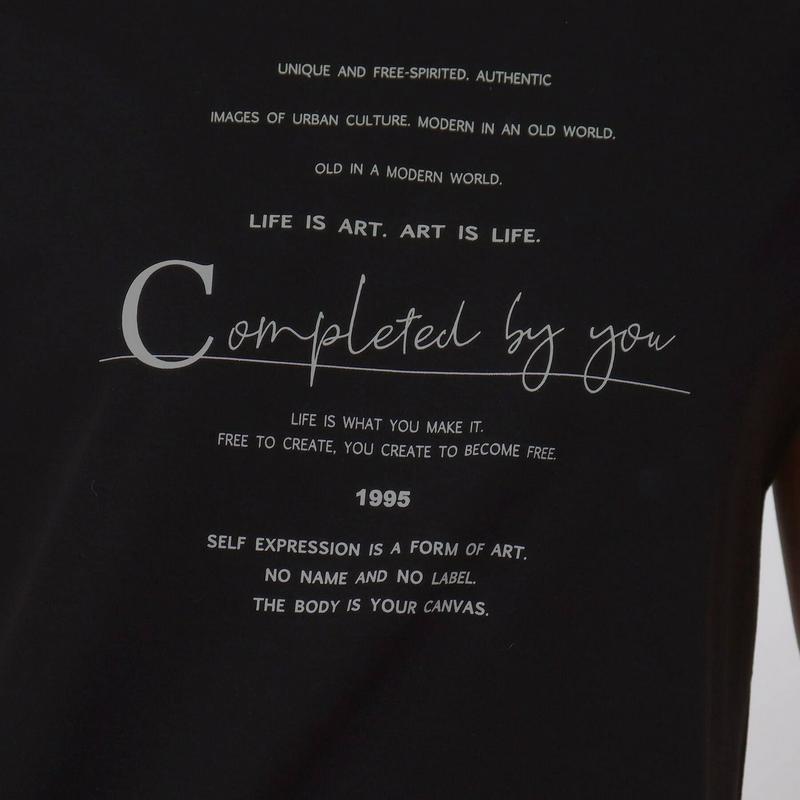 UNIQUE AND FREE-SPIRITED. AUTHENTIC
IMAGES OF URBAN CULTURE. MODERN IN AN OLD WORLD.
OLD IN A MODERN WORLD.
LIFE IS ART. ART IS LIFE.
Completed by you
LIFE IS WHAT YOU MAKE IT.
FREE TO CREATE, YOU CREATE TO BECOME FREE.
1995
SELF EXPRESSION IS A FORM OF ART.
NO NAME AND NO LABEL.
THE BODY IS YOUR CANVAS.